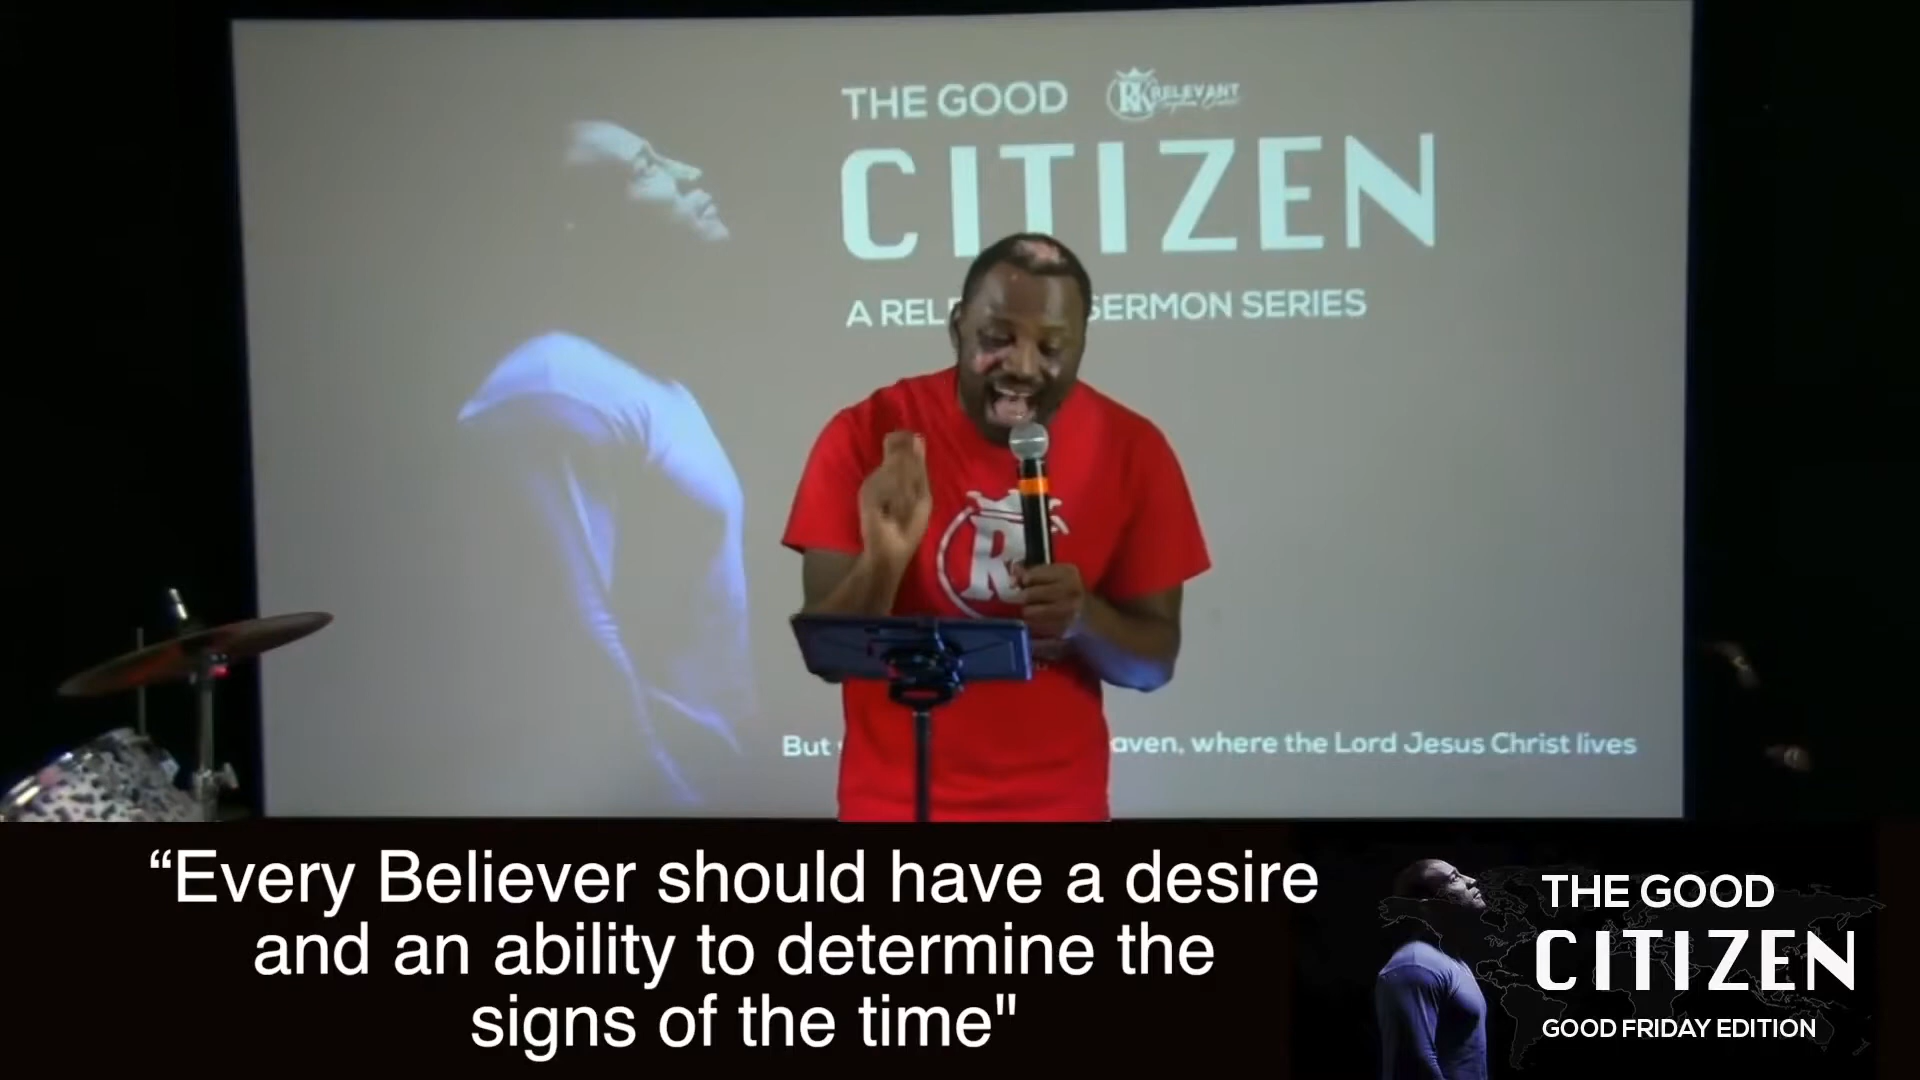 THE GOOD
RELEVANT
CITIZEN
A REL SERMON SERIES
R
But aven, where the Lord Jesus Christ lives
“Every Believer should have a desire
and an ability to determine the
signs of the time"
THE GOOD
CITIZEN
GOOD FRIDAY EDITION